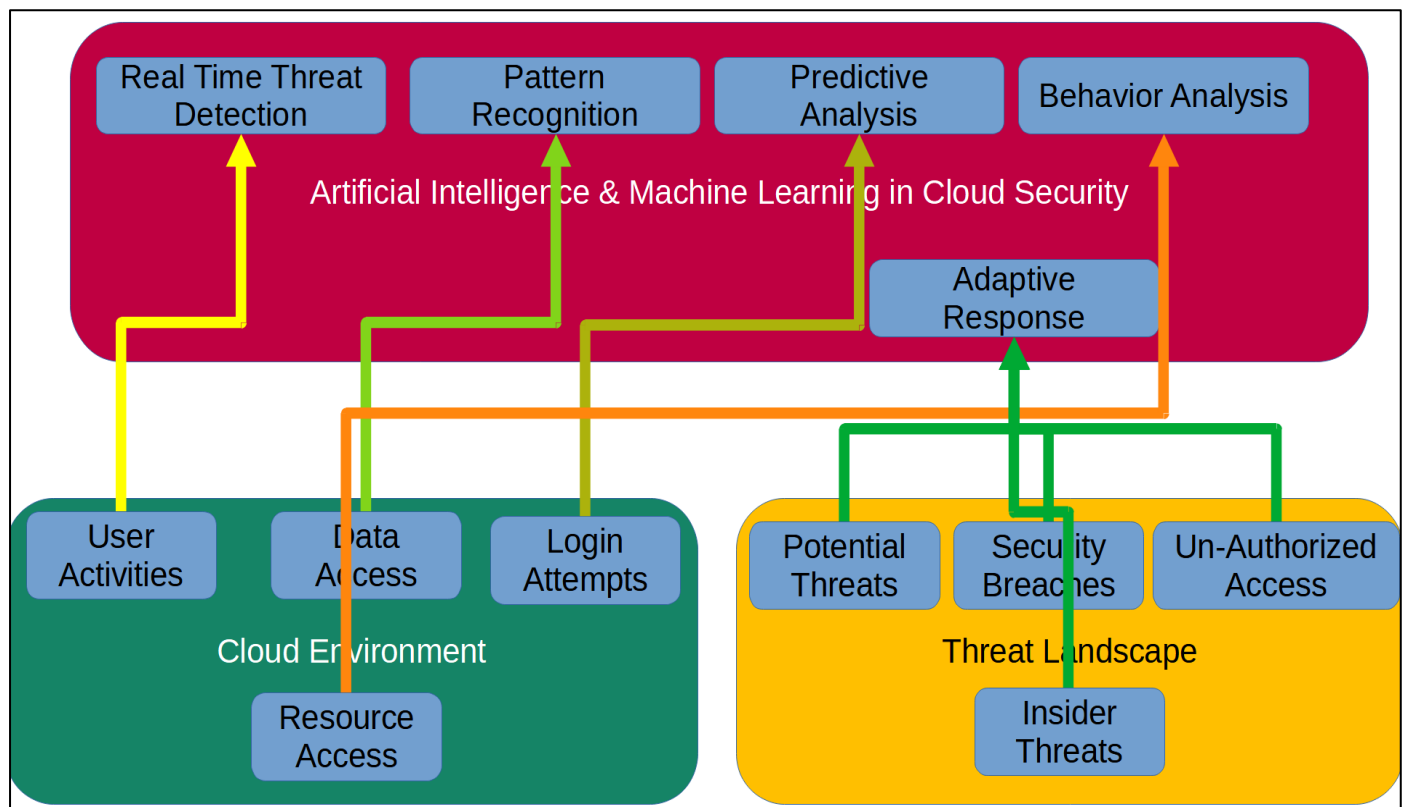 Real Time Threat
Detection
Pattern
Recognition
Predictive
Analysis
Behavior Analysis
Artificial Intelligence & Machine Learning in Cloud Security
Adaptive
Response
User
Activities
Data
Access
Login
Attempts
Cloud Environment
Resource
Access
Potential
Threats
Security
Breaches
Un-Authorized
Access
Threat Landscape
Insider
Threats